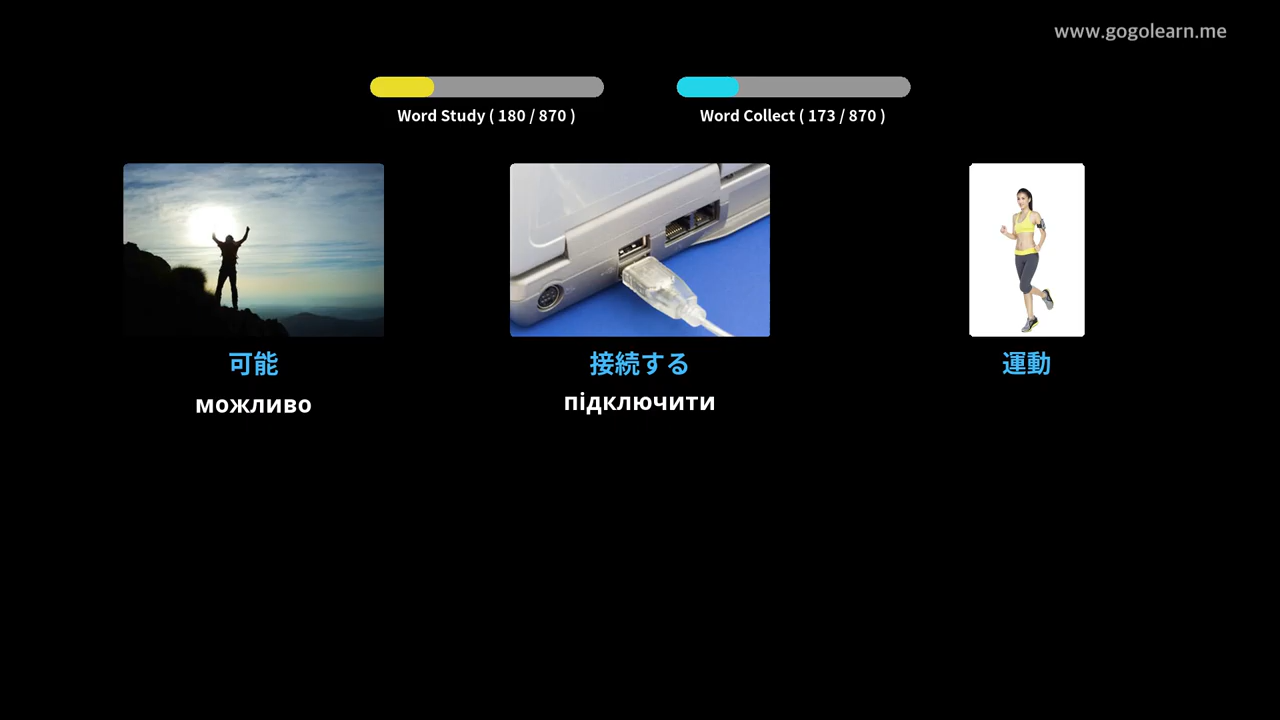 www.gogolearn.me
Word Study ( 180 / 870 )
Word Collect ( 173 / 870 )
可能
接続する
運動
можливо
підключити